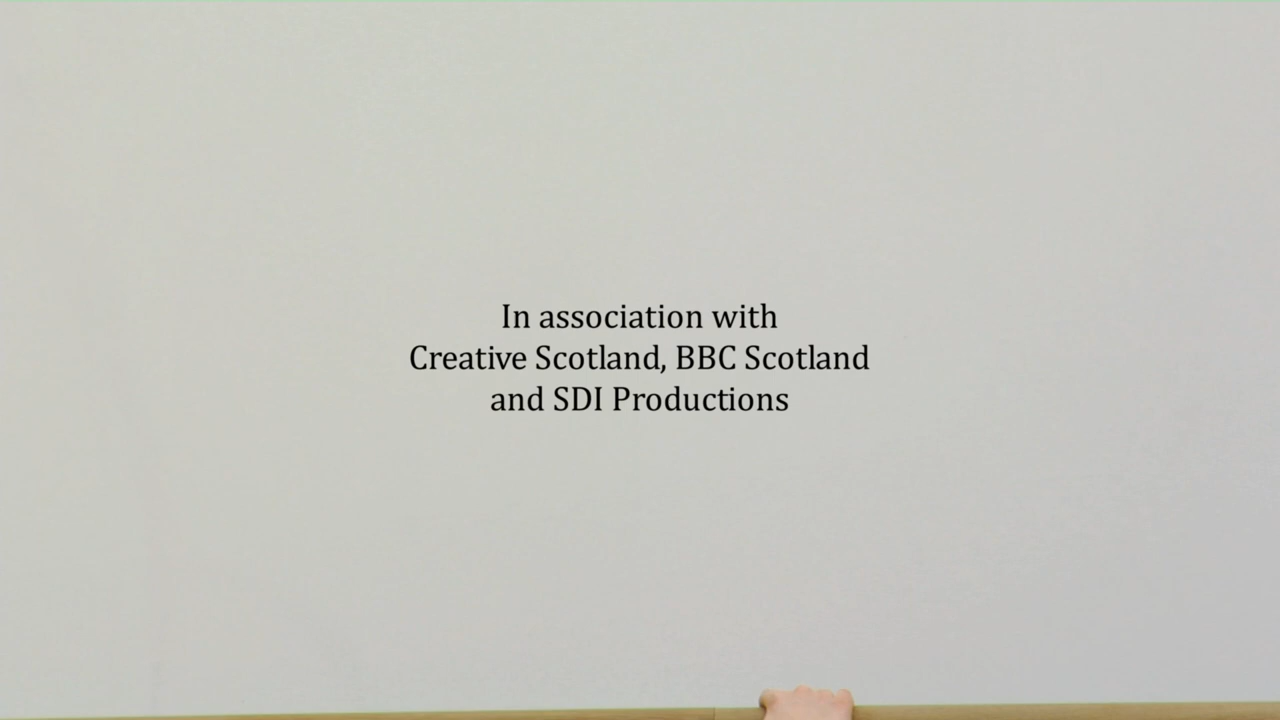 In association with
Creative Scotland, BBC Scotland
and SDI Productions